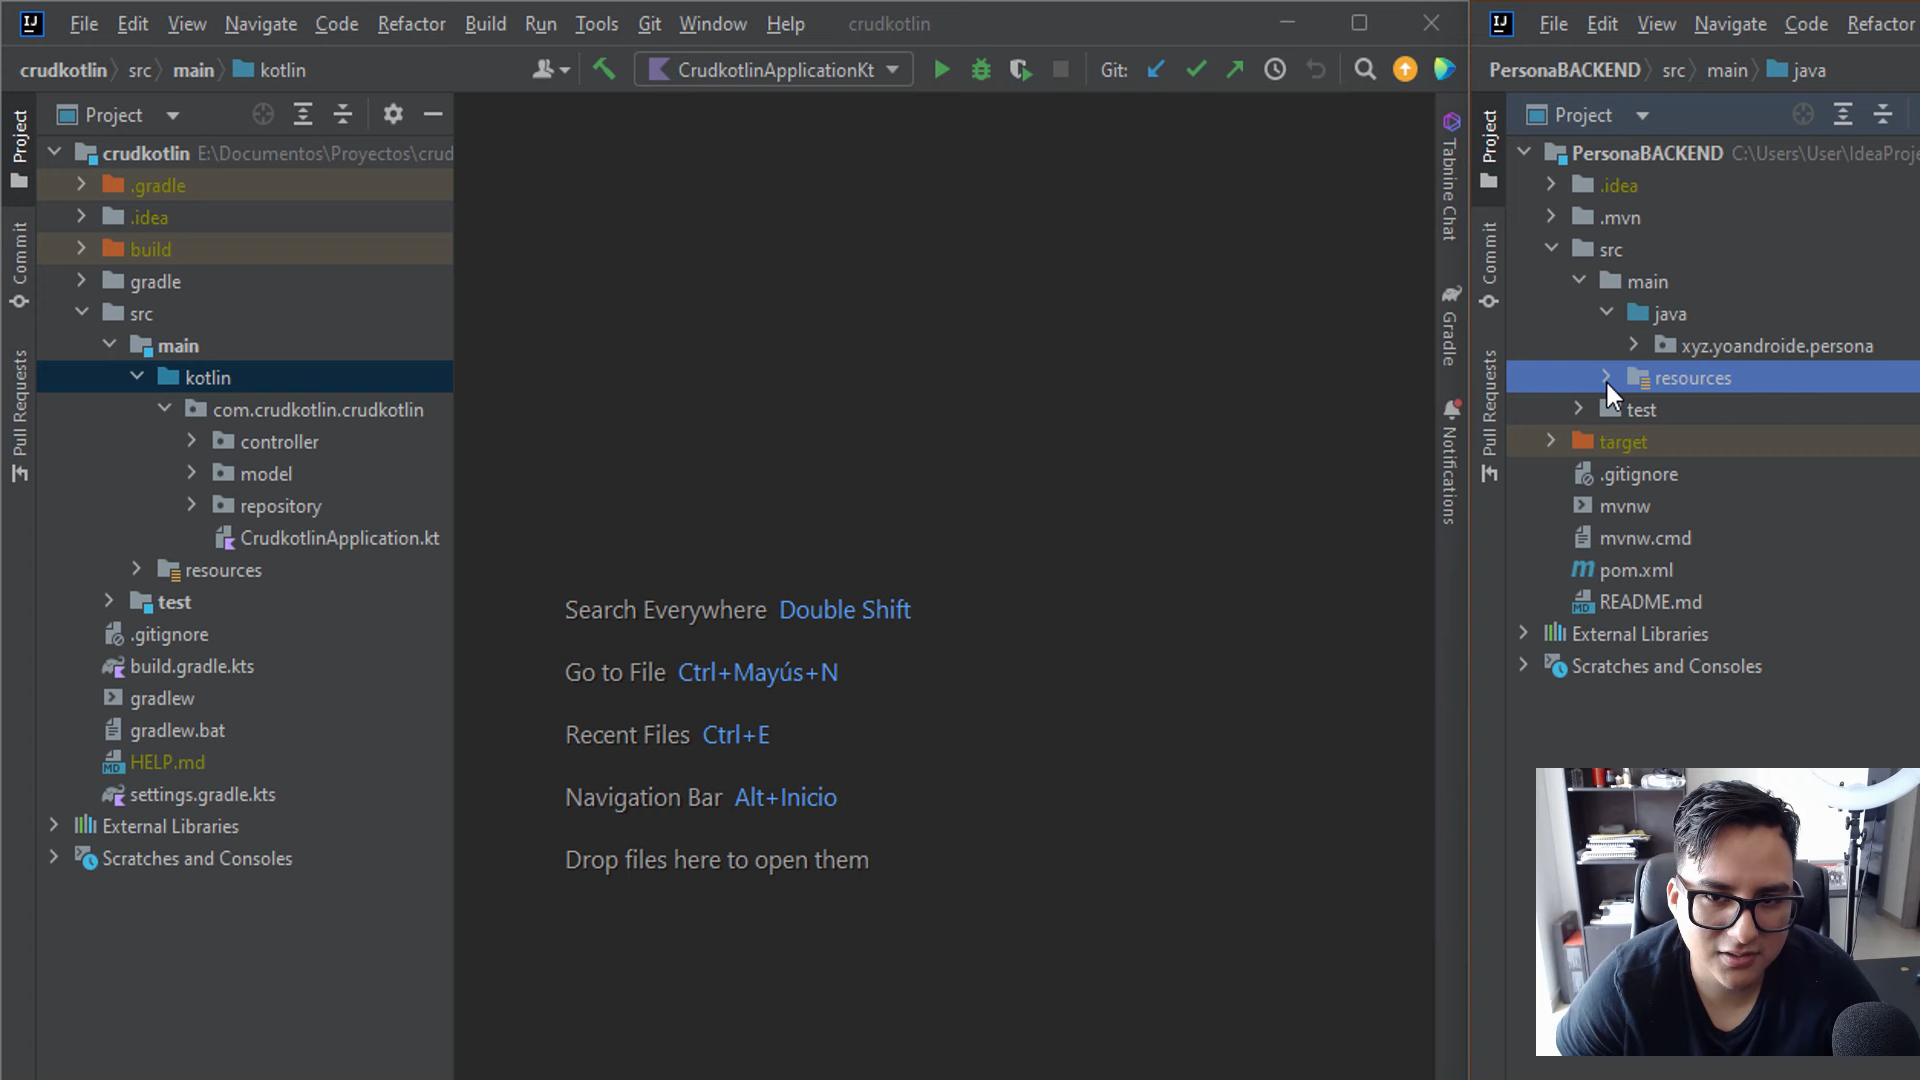 File Edit View Navigate Code Refactor Build Run Tools Git Window Help crudkotlin
crudkotlin src main kotlin
CrudkotlinApplicationKt
Git:
Project
Project
Commit
Pull Requests
crudkotlin E:\Documentos\Proyectos\crud
.gradle
.idea
build
gradle
src
main
kotlin
com.crudkotlin.crudkotlin
controller
model
repository
CrudkotlinApplication.kt
resources
test
.gitignore
build.gradle.kts
gradlew
gradlew.bat
HELP.md
settings.gradle.kts
External Libraries
Scratches and Consoles
Search Everywhere Double Shift
Go to File Ctrl+Mayús+N
Recent Files Ctrl+E
Navigation Bar Alt+Inicio
Drop files here to open them
Tabnine Chat
Gradle
Notifications
File Edit View Navigate Code Refactor
PersonaBACKEND src main java
Project
Project
Commit
Pull Requests
PersonaBACKEND C:\Users\User\IdeaProje
.idea
.mvn
src
main
java
xyz.yoandroide.persona
resources
test
target
.gitignore
mvnw
mvnw.cmd
pom.xml
README.md
External Libraries
Scratches and Consoles